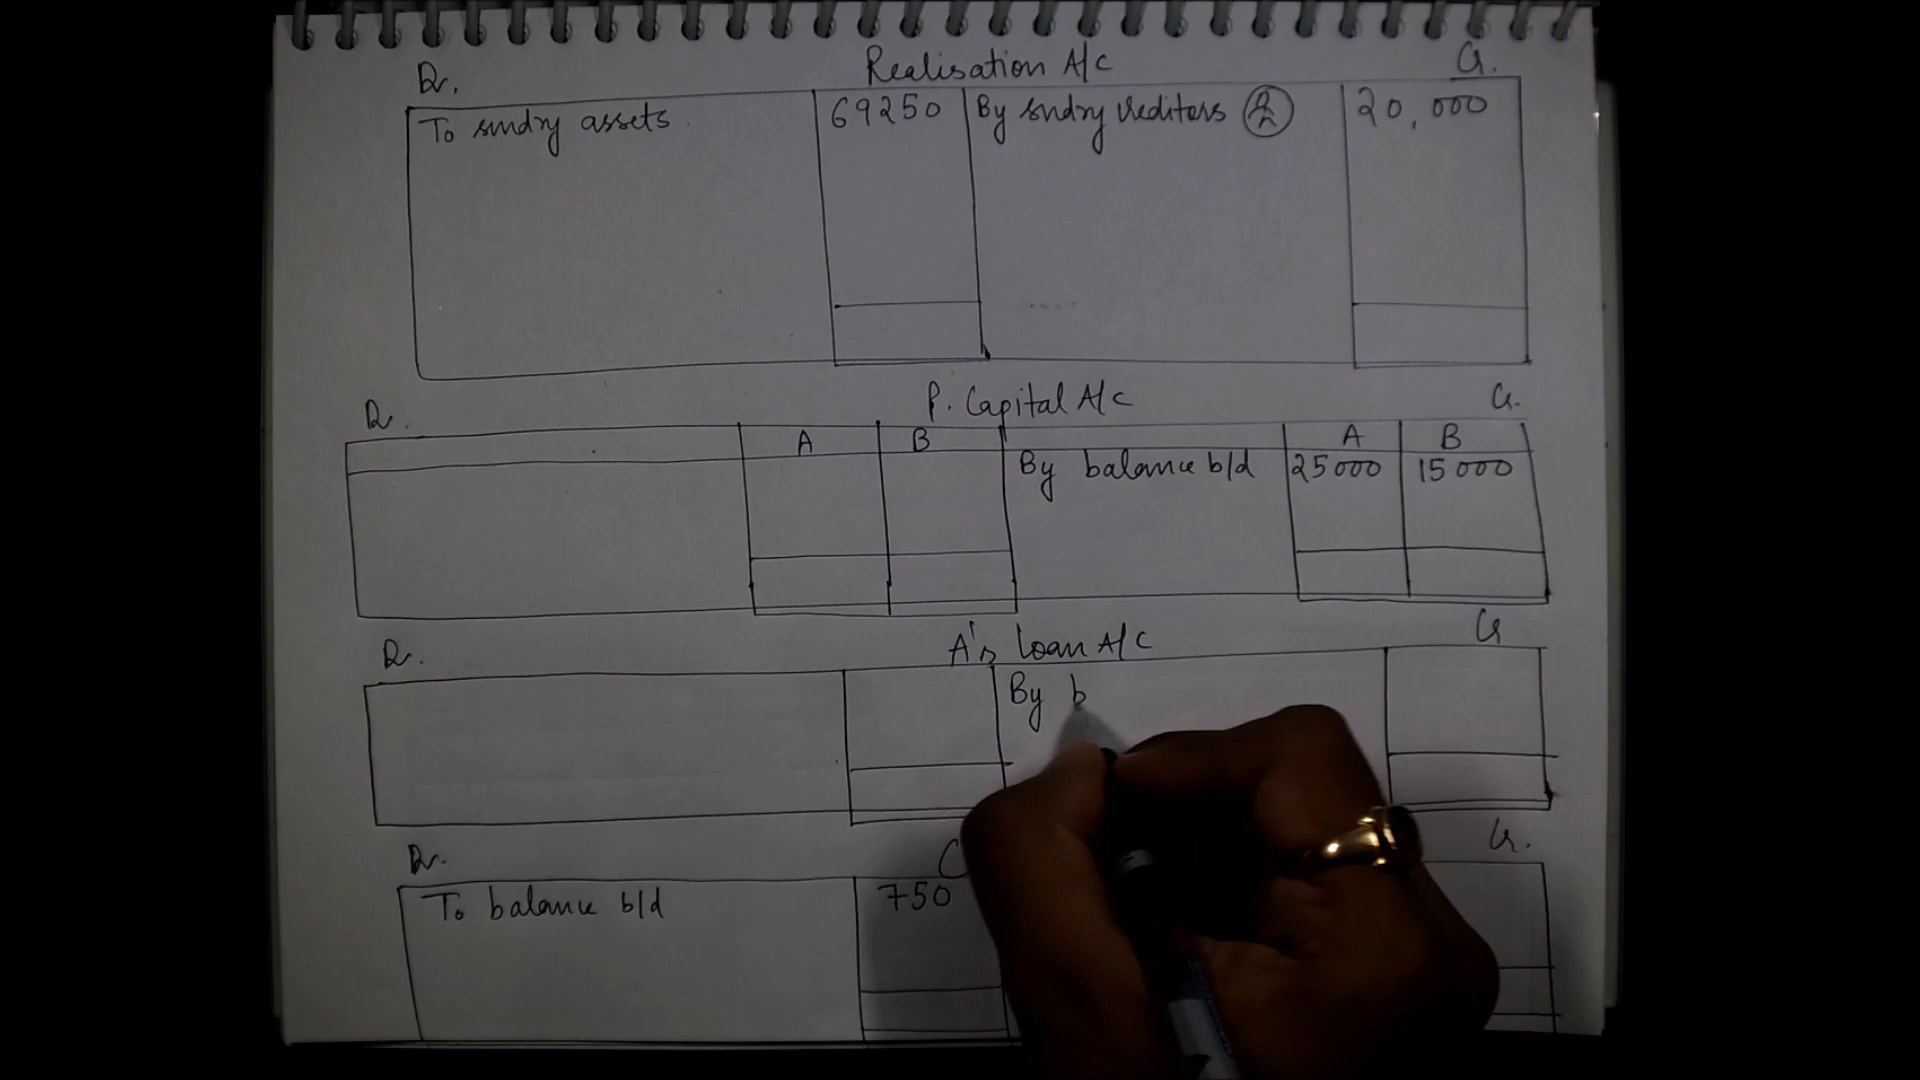 Realisation A/c
Dr. Cr.
To sundry assets 69250 By sndry creditors 20,000
P. Capital A/c
Dr. Cr.
A B A B
By balance b/d 25000 15000
A's loan A/c
Dr. Cr
By b
Dr. C Cr.
To balance b/d 750